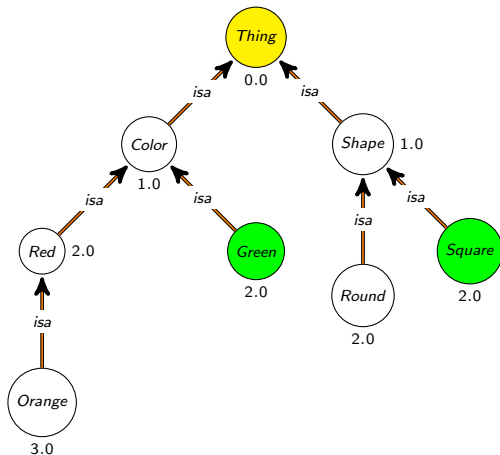 Thing
0.0
isa
isa
Color
1.0
Shape
1.0
isa
isa
isa
isa
Red
2.0
Green
2.0
Square
2.0
Round
2.0
isa
Orange
3.0